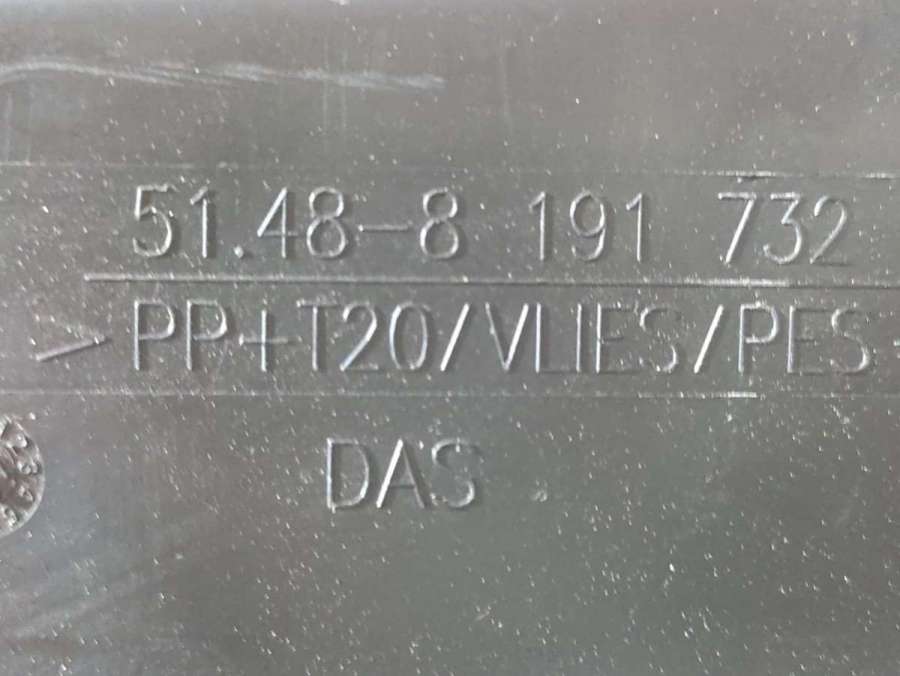 51.48-8 191 732
>PP+T20/VLIES/PES
DAS